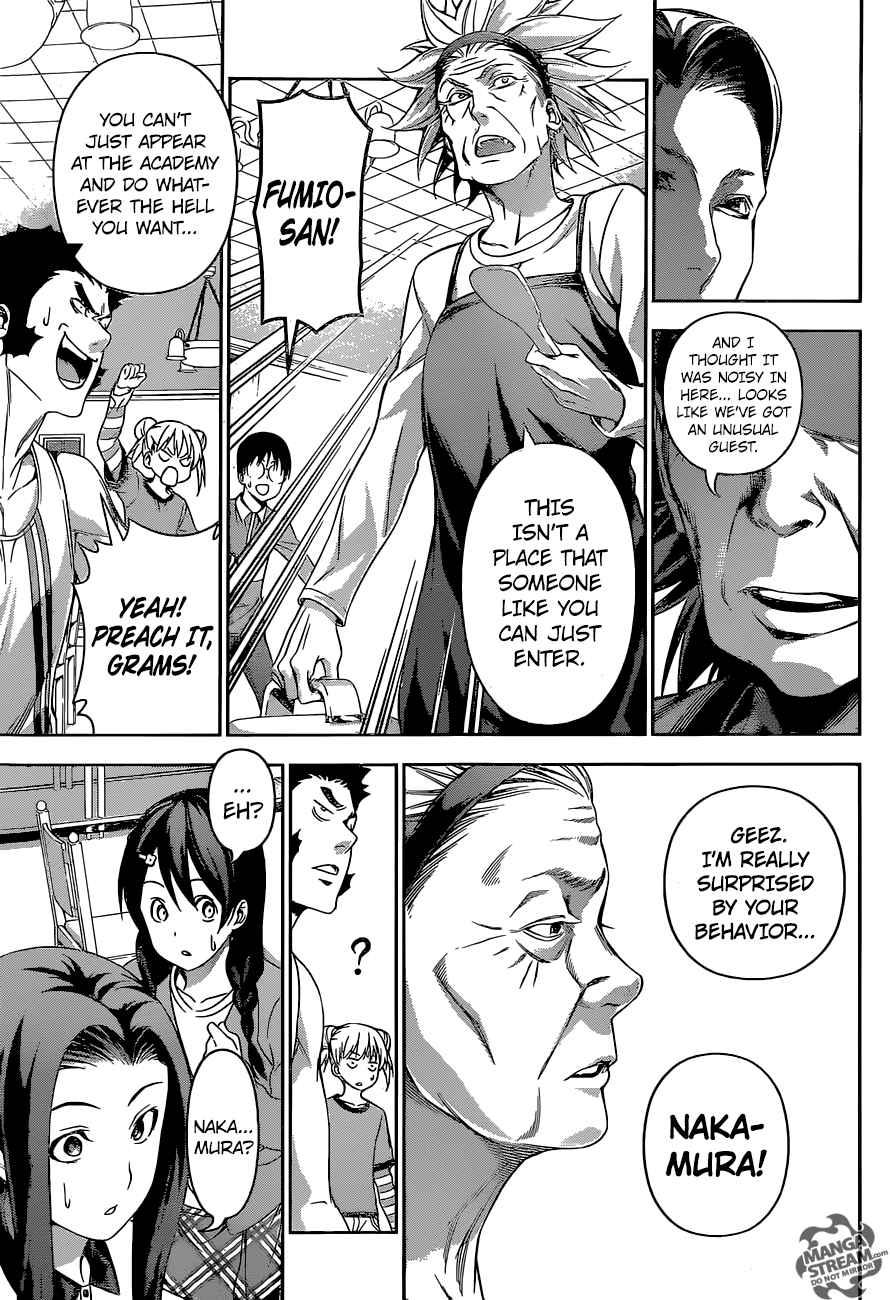 AND I
THOUGHT IT
WAS NOISY IN
HERE... LOOKS
LIKE WE'VE GOT
AN UNUSUAL
GUEST.
FUMIO-
SAN!
THIS
ISN'T A
PLACE THAT
SOMEONE
LIKE YOU
CAN JUST
ENTER.
YOU CAN'T
JUST APPEAR
AT THE ACADEMY
AND DO WHAT-
EVER THE HELL
YOU WANT...
YEAH!
PREACH IT,
GRAMS!
GEEZ.
I'M REALLY
SURPRISED
BY YOUR
BEHAVIOR...
NAKA-
MURA!
?
...
EH?
NAKA...
MURA?
MANGA
STREAM.com
DO NOT MIRROR!